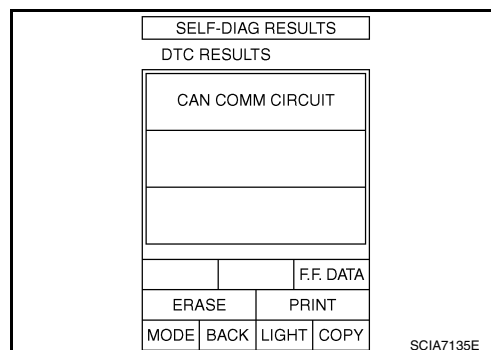 SELF-DIAG RESULTS
DTC RESULTS
CAN COMM CIRCUIT
F.F. DATA
ERASE PRINT
MODE BACK LIGHT COPY
SCIA7135E